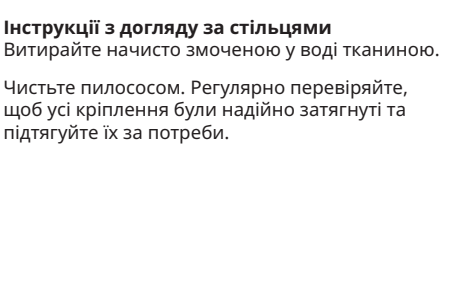 Інструкції з догляду за стільцями
Витирайте начисто змоченою у воді тканиною.
Чистьте пилососом. Регулярно перевіряйте,
щоб усі кріплення були надійно затягнуті та
підтягуйте їх за потреби.